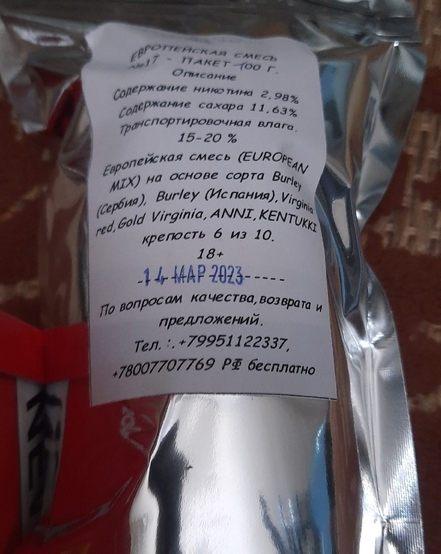 ЕВРОПЕЙСКАЯ СМЕСЬ
№17 - ПАКЕТ 100 Г.
Описание
Содержание никотина 2,98%
Содержание сахара 11,63%
Транспортировочная влага.
15-20 %
Европейская смесь (EUROPEAN
MIX) на основе сорта Burley
(Сербия), Burley (Испания), Virginia
red, Gold Virginia, ANNI, KENTUKKI
крепость 6 из 10.
18+
14 МАР 2023
По вопросам качества, возврата и
предложений.
Тел. :. +79951122337,
+78007707769 РФ бесплатно